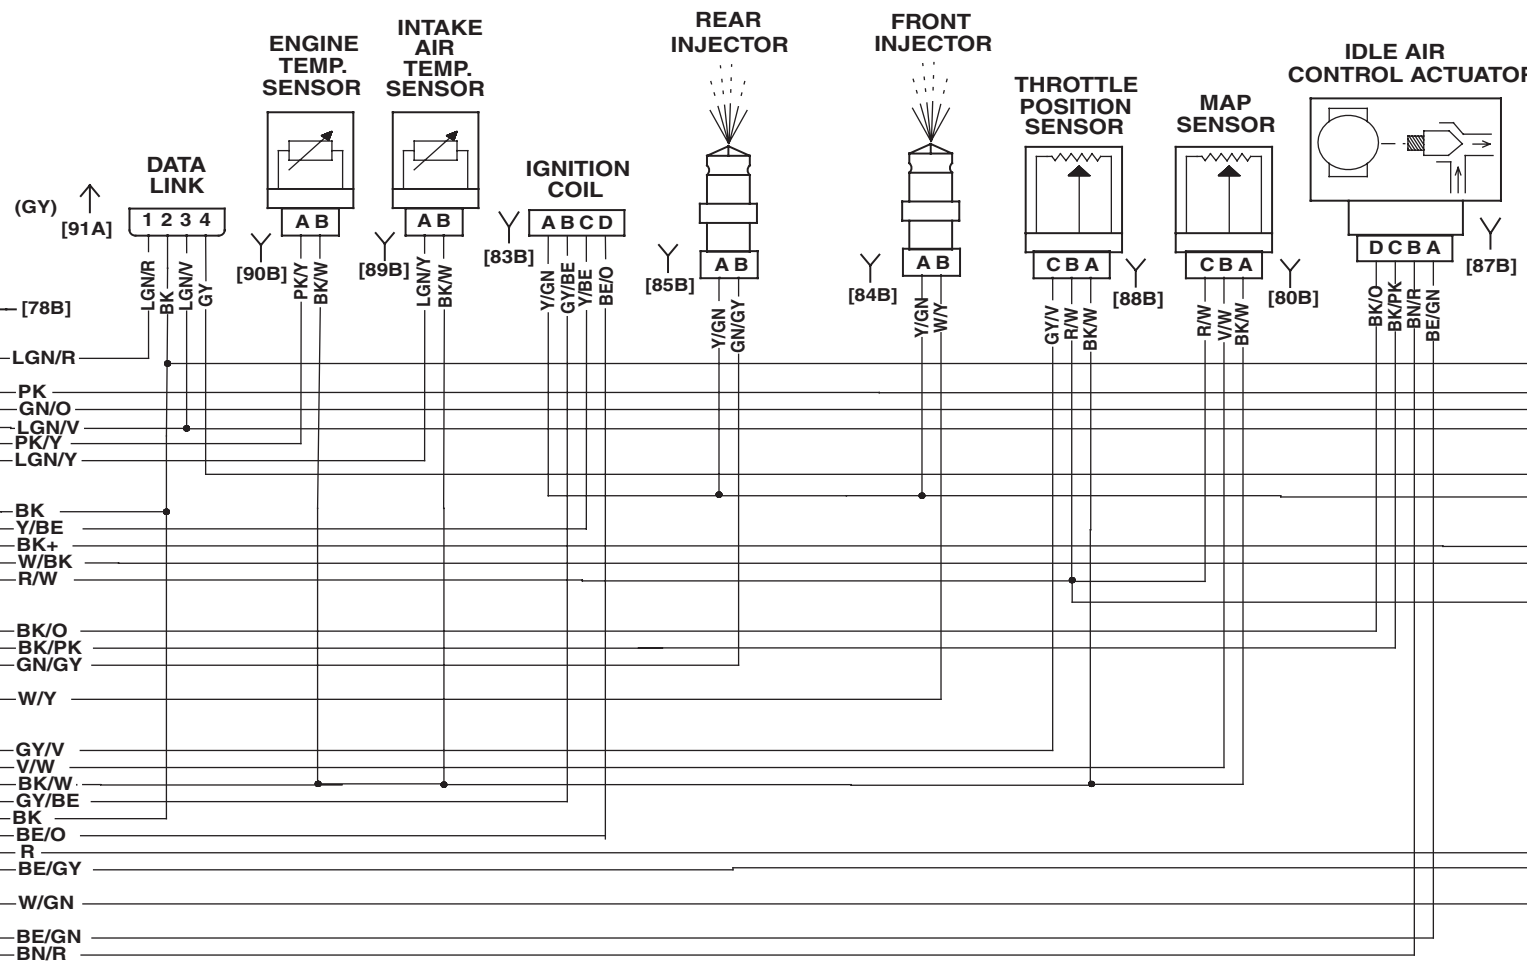 ENGINE
TEMP.
SENSOR
INTAKE
AIR
TEMP.
SENSOR
REAR
INJECTOR
FRONT
INJECTOR
IDLE AIR
CONTROL ACTUATOR
THROTTLE
POSITION
SENSOR
MAP
SENSOR
DATA
LINK
IGNITION
COIL
(GY)
[91A]
1 2 3 4
A B
[90B]
A B
[89B]
[83B]
A B C D
[85B]
A B
[84B]
A B
C B A
[88B]
C B A
[80B]
D C B A
[87B]
[78B]
LGN/R
BK
LGN/V
GY
PK/Y
BK/W
LGN/Y
BK/W
Y/GN
GY/BE
Y/BE
BE/O
Y/GN
GN/GY
Y/GN
W/Y
GY/V
R/W
BK/W
R/W
V/W
BK/W
BK/O
BK/PK
BN/R
BE/GN
LGN/R
PK
GN/O
LGN/V
PK/Y
LGN/Y
BK
Y/BE
BK+
W/BK
R/W
BK/O
BK/PK
GN/GY
W/Y
GY/V
V/W
BK/W
GY/BE
BK
BE/O
R
BE/GY
W/GN
BE/GN
BN/R